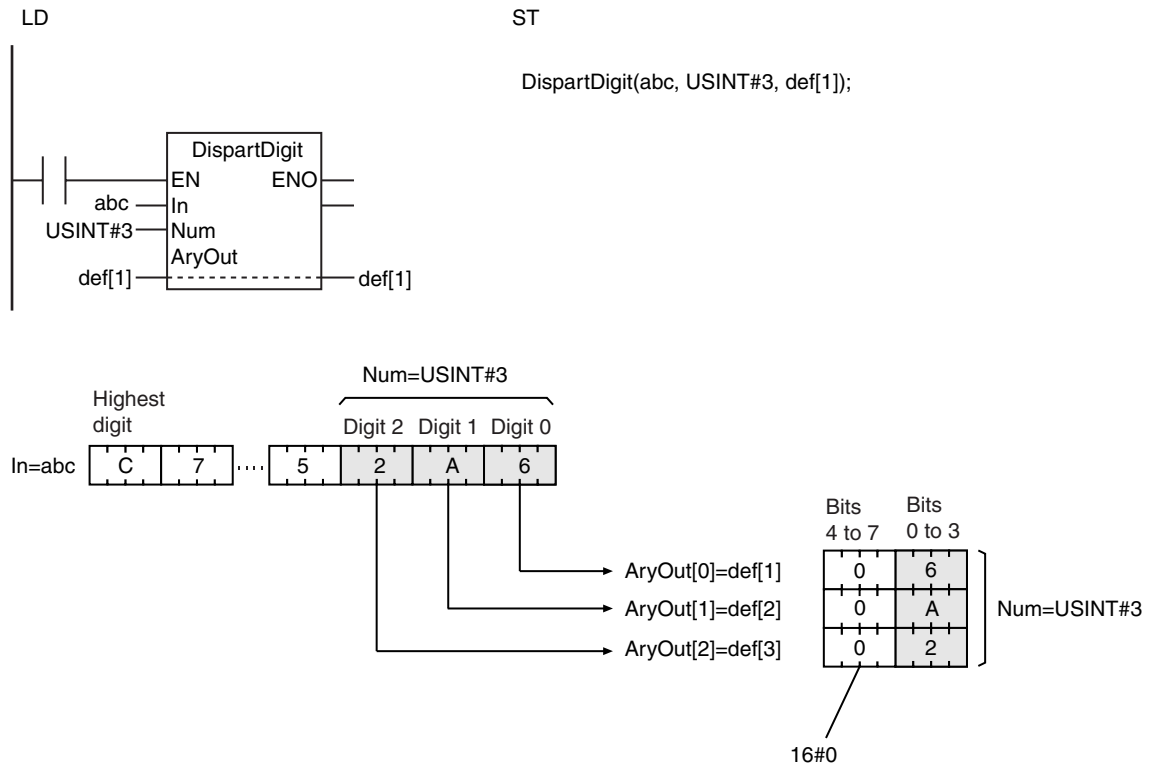 LD
ST
DispartDigit(abc, USINT#3, def[1]);
DispartDigit
EN ENO
abc In
USINT#3 Num
AryOut
def[1] def[1]
Num=USINT#3
Highest
digit
Digit 2 Digit 1 Digit 0
In=abc C 7 5 2 A 6
Bits
4 to 7
Bits
0 to 3
AryOut[0]=def[1] 0 6
AryOut[1]=def[2] 0 A
Num=USINT#3
AryOut[2]=def[3] 0 2
16#0